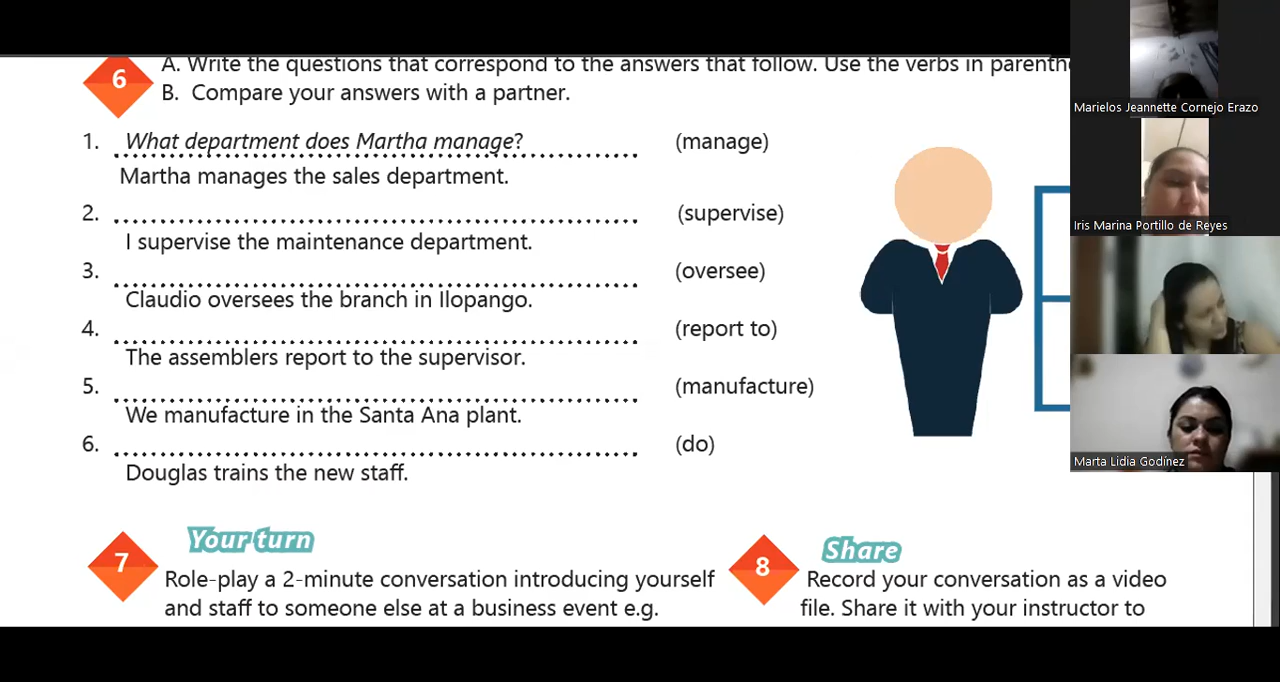 6
A. Write the questions that correspond to the answers that follow. Use the verbs in
B. Compare your answers with a partner.
1. What department does Martha manage? (manage)
Martha manages the sales department.
2. (supervise)
I supervise the maintenance department.
3. (oversee)
Claudio oversees the branch in Ilopango.
4. (report to)
The assemblers report to the supervisor.
5. (manufacture)
We manufacture in the Santa Ana plant.
6. (do)
Douglas trains the new staff.
7
Your turn
Role-play a 2-minute conversation introducing yourself
and staff to someone else at a business event e.g.
8
Share
Record your conversation as a video
file. Share it with your instructor to
Marielos Jeannette Cornejo Erazo
Iris Marina Portillo de Reyes
Marta Lidia Godínez